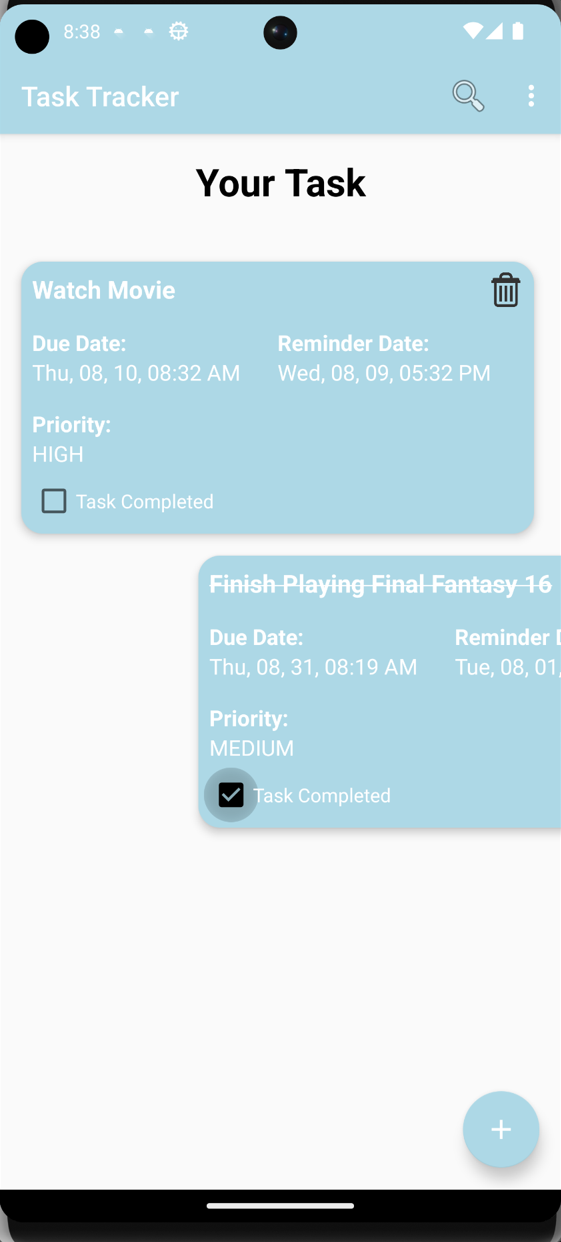 8:38
Task Tracker
Your Task
Watch Movie
Due Date: Reminder Date:
Thu, 08, 10, 08:32 AM Wed, 08, 09, 05:32 PM
Priority:
HIGH
Task Completed
Finish Playing Final Fantasy 16
Due Date: Reminder
Thu, 08, 31, 08:19 AM Tue, 08, 01,
Priority:
MEDIUM
Task Completed